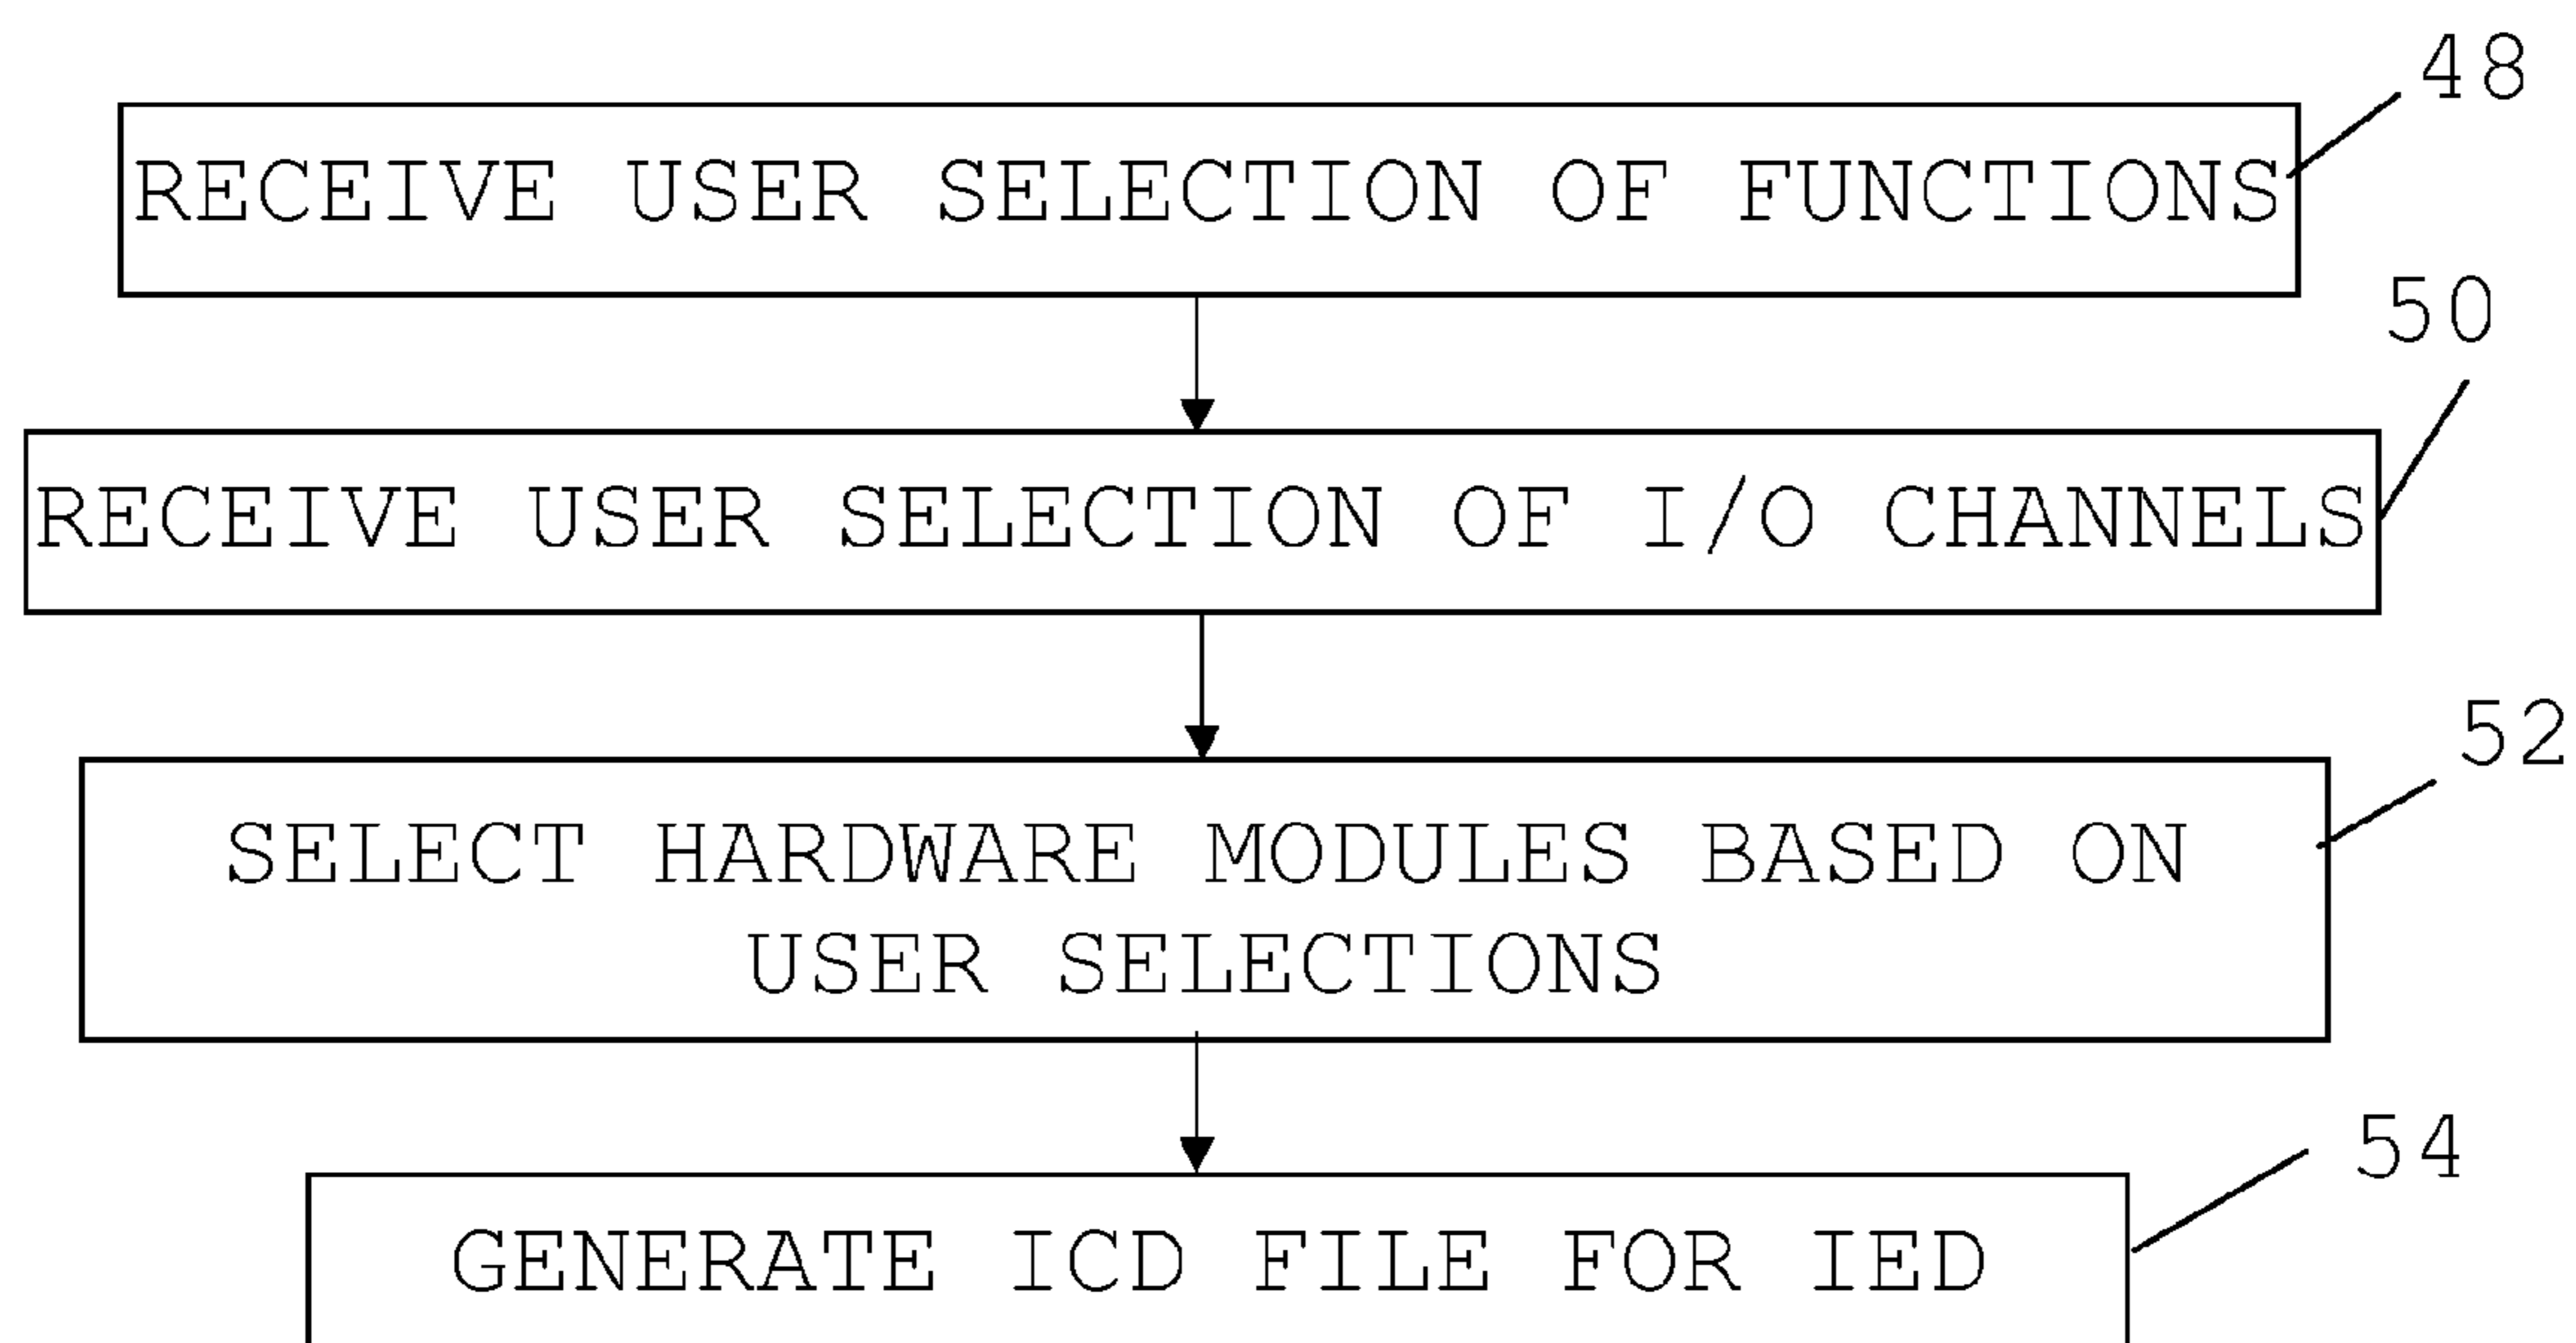 48
RECEIVE USER SELECTION OF FUNCTIONS
50
RECEIVE USER SELECTION OF I/O CHANNELS
52
SELECT HARDWARE MODULES BASED ON
USER SELECTIONS
54
GENERATE ICD FILE FOR IED